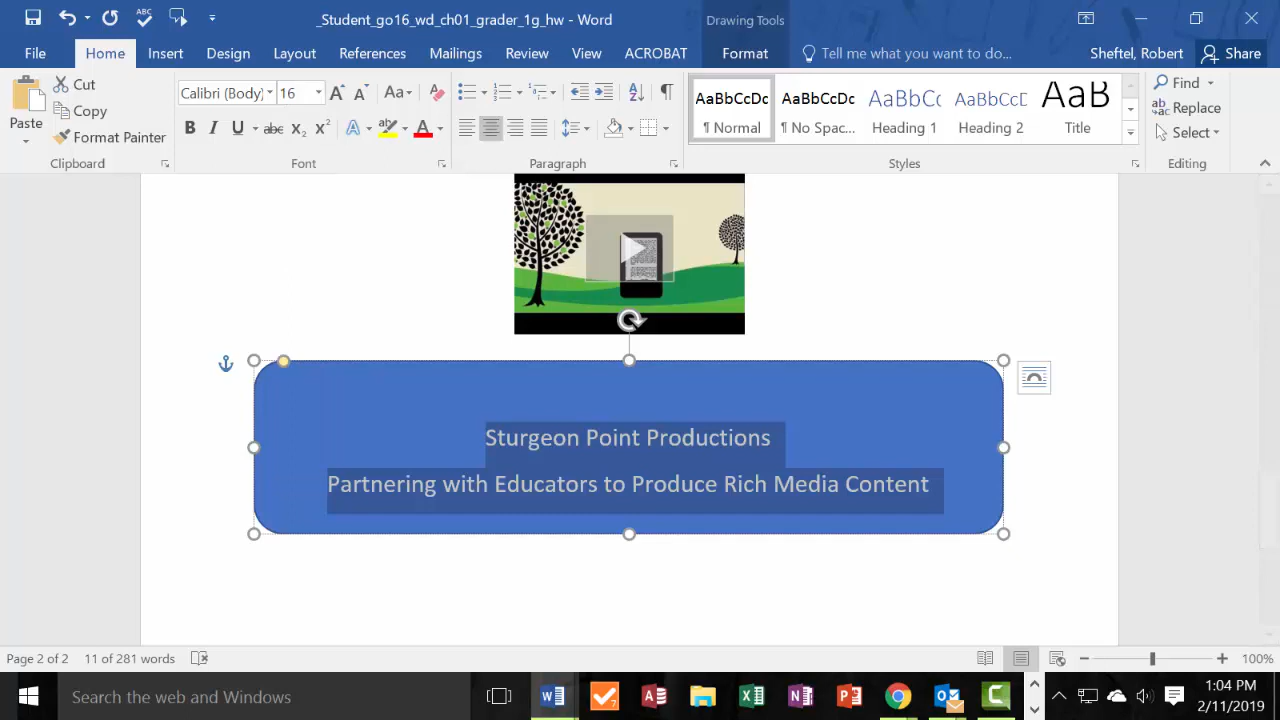 _Student_go16_wd_ch01_grader_1g_hw - Word
Drawing Tools
File Home Insert Design Layout References Mailings Review View ACROBAT Format Tell me what you want to do... Sheftel, Robert Share
Paste
Cut
Copy
Format Painter
Clipboard
Calibri (Body) 16
Font
Paragraph
AaBbCcDc AaBbCcDc AaBbCc AaBbCcD AaB
¶ Normal ¶ No Spac... Heading 1 Heading 2 Title
Styles
Find
Replace
Select
Editing
Sturgeon Point Productions
Partnering with Educators to Produce Rich Media Content
Page 2 of 2 11 of 281 words 100%
Search the web and Windows
1:04 PM
2/11/2019